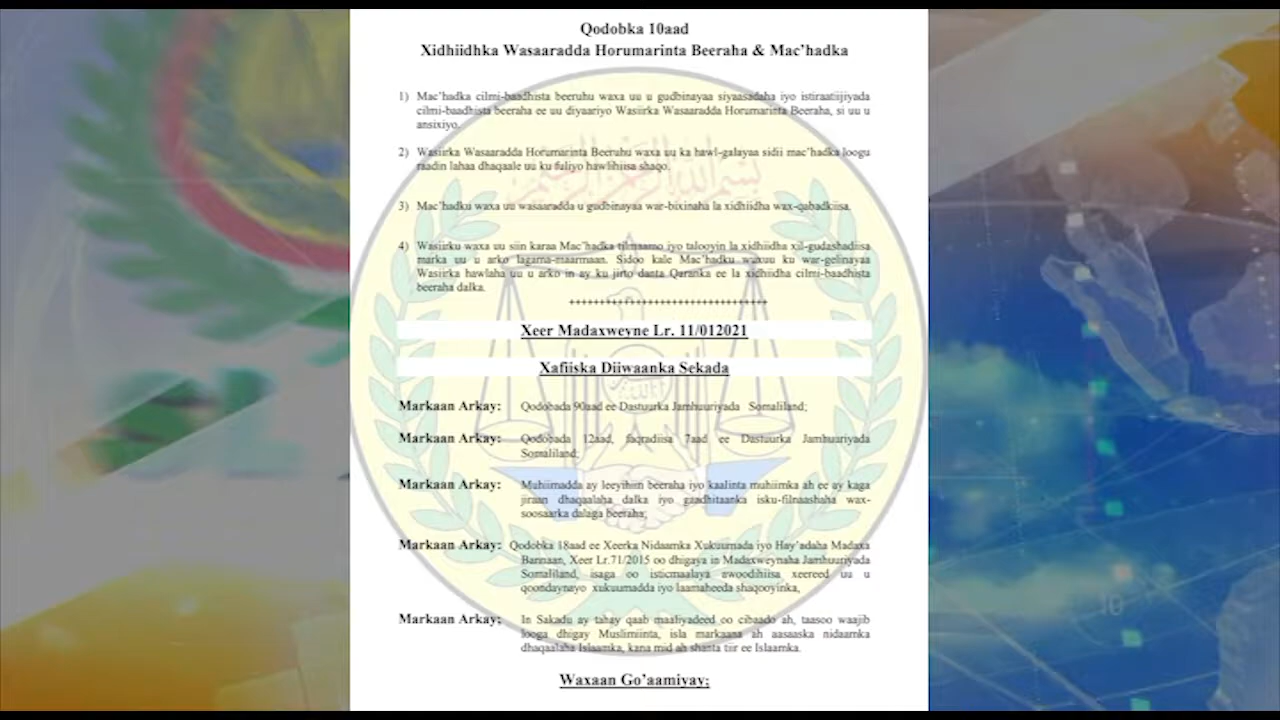 Qodobka 10aad
Xidhiidhka Wasaaradda Horumarinta Beeraha & Mac'hadka
1) Mac'hadka cilmi-baadhista beeruhu waxa uu u gudbinayaa siyaasadaha iyo istiraatiijiyada
cilmi-baadhista beeraha ee uu diyaariyo Wasiirka Wasaaradda Horumarinta Beeraha, si uu u
ansixiyo.
2) Wasiirka Wasaaradda Horumarinta Beeruhu waxa uu ka hawl-galayaa sidii mac'hadka loogu
raadin lahaa dhaqaale uu ku fuliyo hawlihiisa shaqo.
بسم الله الرحمن الرحيم
3) Mac'hadku waxa uu wasaaradda u gudbinayaa war-bixinaha la xidhiidha wax-qabadkiisa.
4) Wasiirku waxa uu siin karaa Mac'hadka tilmaamo iyo talooyin la xidhiidha xil-gudashadiisa
marka uu u arko lagama-maarmaan. Sidoo kale Mac'hadku wuxuu ku war-gelinayaa
Wasiirka hawlaha uu u arko in ay ku jirto danta Qaranka ee la xidhiidha cilmi-baadhista
beeraha dalka.
++++++++++++++++++++++++++++++++
Xeer Madaxweyne Lr. 11/012021
Xafiiska Diiwaanka Sekada
Markaan Arkay: Qodobada 90aad ee Dastuurka Jamhuuriyada Somaliland;
Markaan Arkay: Qodobada 12aad, faqradiisa 7aad ee Dastuurka Jamhuuriyada
Somaliland;
Markaan Arkay: Muhiimadda ay leeyihiin beeraha iyo kaalinta muhiimka ah ee ay kaga
jiraan dhaqaalaha dalka iyo gaadhitaanka isku-filnaashaha wax-
soosaarka dalaga beeraha;
Markaan Arkay: Qodobka 18aad ee Xeerka Nidaamka Xukuumada iyo Hay'adaha Madaxa
Bannaan, Xeer Lr.71/2015 oo dhigaya in Madaxweynaha Jamhuuriyada
Somaliland, isaga oo isticmaalaya awoodihiisa xeereed uu u
qoondaynayo xukuumadda iyo laamaheeda shaqooyinka,
Markaan Arkay: In Sakadu ay tahay qaab maaliyadeed oo cibaado ah, taasoo waajib
looga dhigay Muslimiinta, isla markaana ah aasaaska nidaamka
dhaqaalaha Islaamka, kana mid ah shanta tiir ee Islaamka.
Waxaan Go'aamiyay;